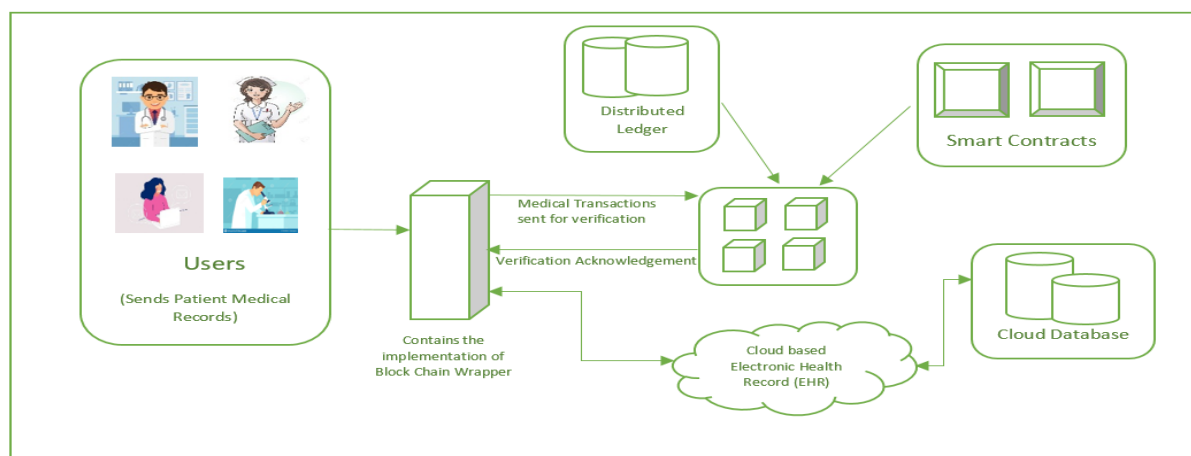 Users
(Sends Patient Medical
Records)
Contains the
implementation of
Block Chain Wrapper
Medical Transactions
sent for verification
Verification Acknowledgement
Distributed
Ledger
Smart Contracts
Cloud based
Electronic Health
Record (EHR)
Cloud Database